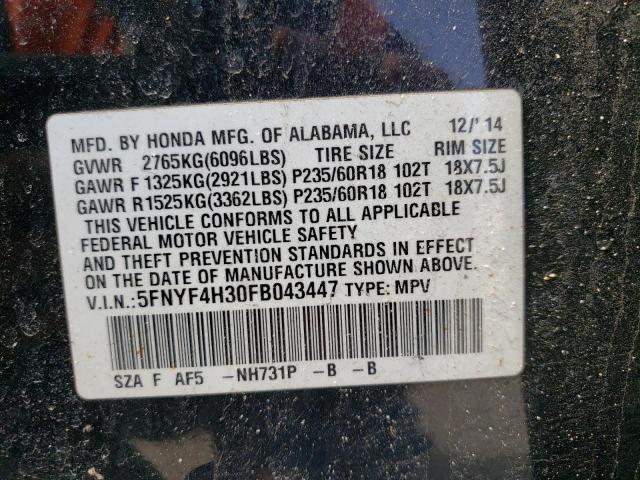 MFD. BY HONDA MFG. OF ALABAMA, LLC 12/'14
GVWR 2765KG(6096LBS) TIRE SIZE RIM SIZE
GAWR F 1325KG(2921LBS) P235/60R18 102T 18X7.5J
GAWR R1525KG(3362LBS) P235/60R18 102T 18X7.5J
THIS VEHICLE CONFORMS TO ALL APPLICABLE
FEDERAL MOTOR VEHICLE SAFETY
AND THEFT PREVENTION STANDARDS IN EFFECT
ON THE DATE OF MANUFACTURE SHOWN ABOVE.
V.I.N.:5FNYF4H30FB043447 TYPE: MPV
SZA F AF5 -NH731P -B -B